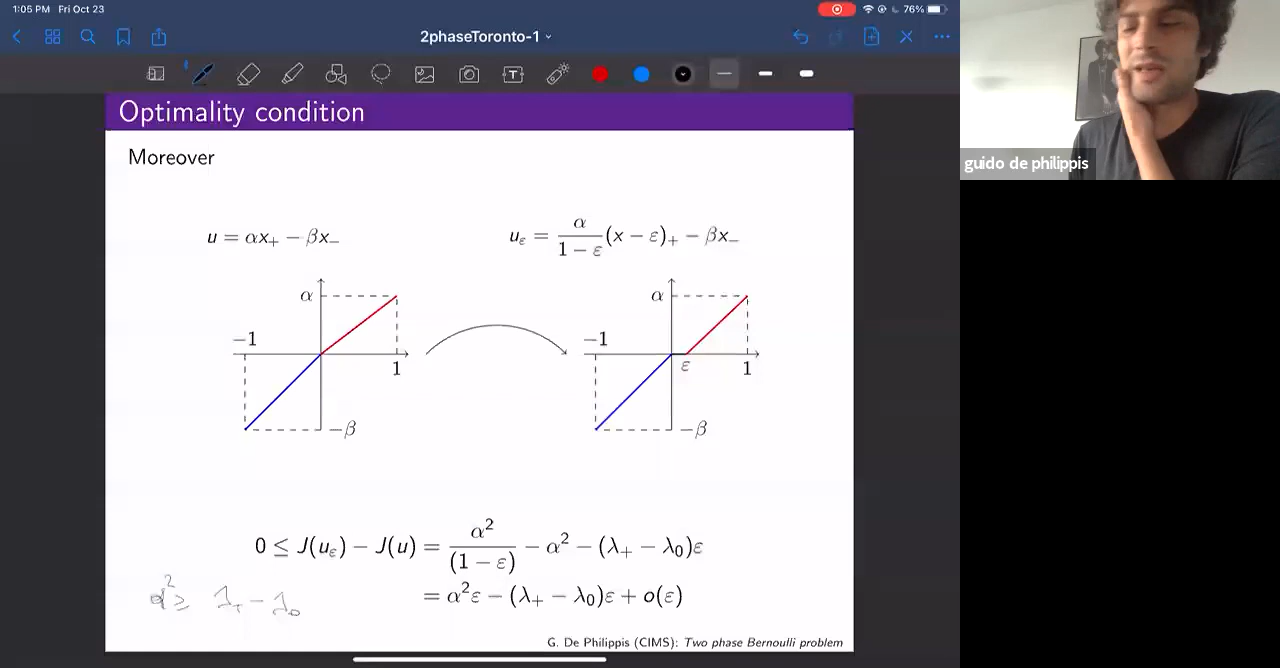 1:05 PM Fri Oct 23
76%
2phaseToronto-1
T
Optimality condition
Moreover
u = αx₊ − βx₋
u_ε = α/(1 − ε) (x − ε)₊ − βx₋
α
−1
1
−β
α
−1
ε
1
−β
0 ≤ J(u_ε) − J(u) = α²/(1 − ε) − α² − (λ₊ − λ₀)ε
= α²ε − (λ₊ − λ₀)ε + o(ε)
α² ≥ λ₊ − λ₀
G. De Philippis (CIMS): Two phase Bernoulli problem
guido de philippis